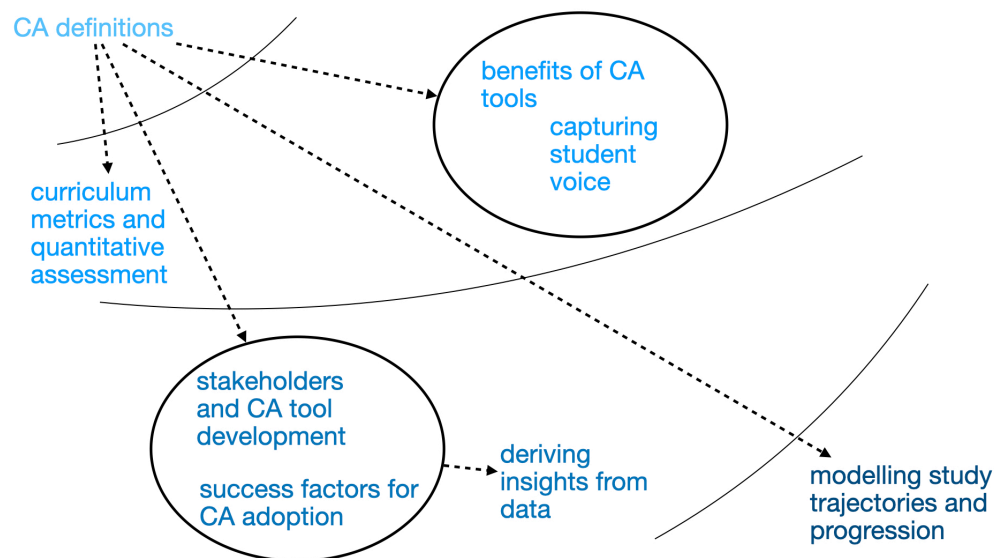 CA definitions
benefits of CA
tools
capturing
student
voice
curriculum
metrics and
quantitative
assessment
stakeholders
and CA tool
development
success factors for
CA adoption
deriving
insights from
data
modelling study
trajectories and
progression